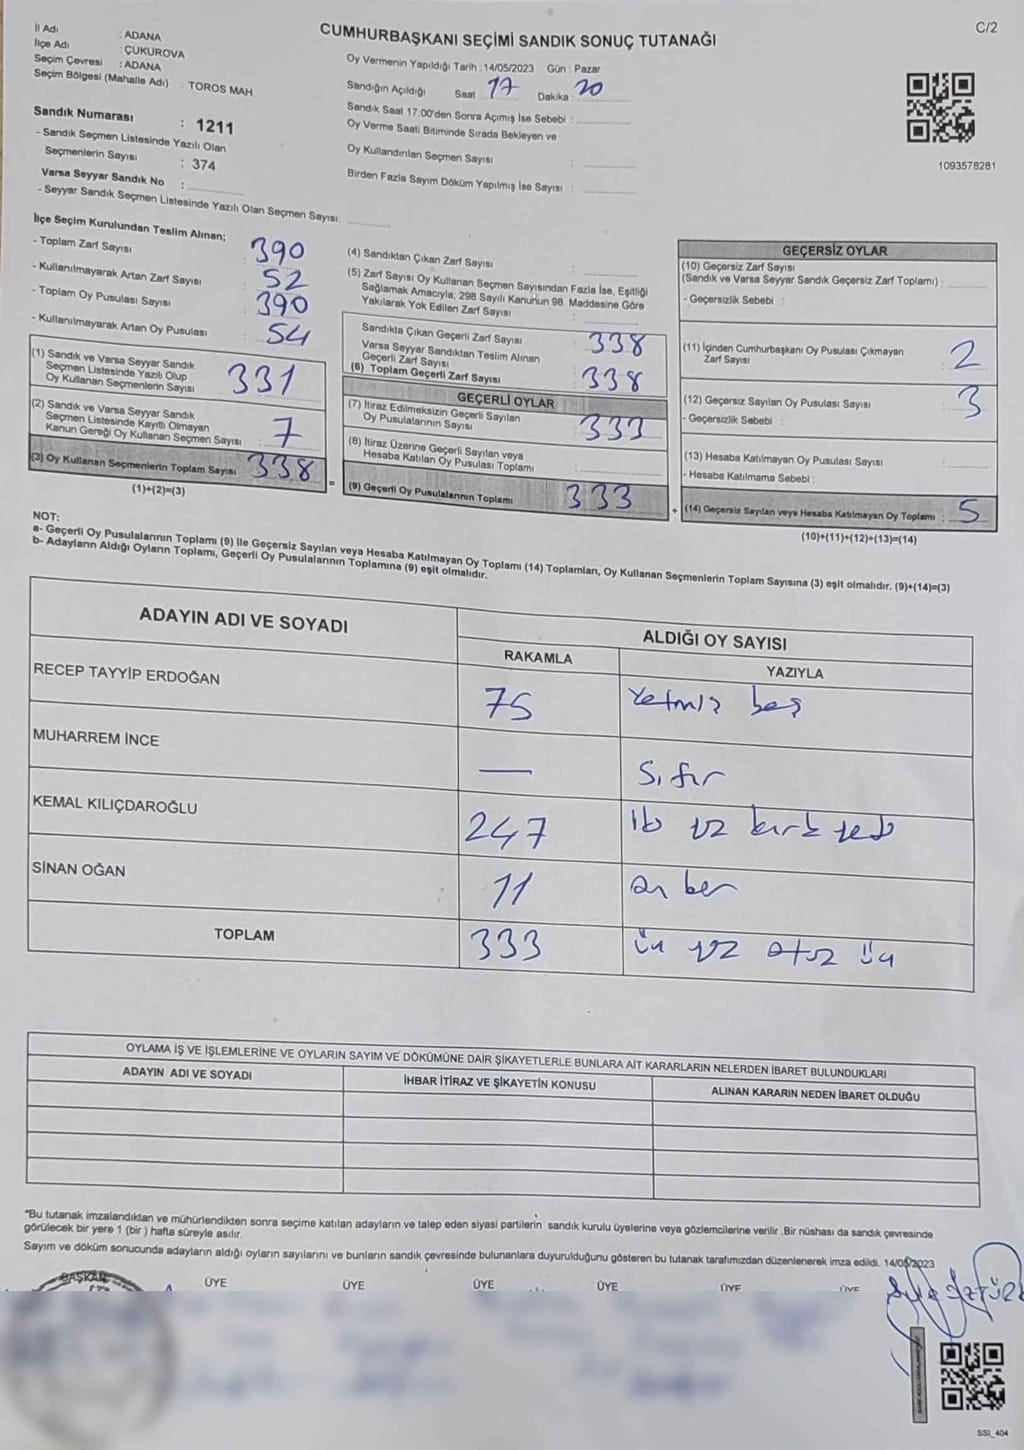 İl Adı : ADANA
İlçe Adı : ÇUKUROVA
Seçim Çevresi : ADANA
Seçim Bölgesi (Mahalle Adı) : TOROS MAH.
Sandık Numarası : 1211
- Sandık Seçmen Listesinde Yazılı Olan
Seçmenlerin Sayısı : 374
Varsa Seyyar Sandık No :
- Seyyar Sandık Seçmen Listesinde Yazılı Olan Seçmen Sayısı:
CUMHURBAŞKANI SEÇİMİ SANDIK SONUÇ TUTANAĞI
Oy Vermenin Yapıldığı Tarih : 14/05/2023 Gün : Pazar
Sandığın Açıldığı Saat : 17 Dakika : 20
Sandık Saat 17.00'den Sonra Açımış İse Sebebi :
Oy Verme Saati Bitiminde Sırada Bekleyen ve
Oy Kullandırılan Seçmen Sayısı :
Birden Fazla Sayım Döküm Yapılmış İse Sayısı :
C/2
1093578281
İlçe Seçim Kurulundan Teslim Alınan;
- Toplam Zarf Sayısı : 390
- Kullanılmayarak Artan Zarf Sayısı : 52
- Toplam Oy Pusulası Sayısı : 390
- Kullanılmayarak Artan Oy Pusulası : 54
(1) Sandık ve Varsa Seyyar Sandık
Seçmen Listesinde Yazılı Olup
Oy Kullanan Seçmenlerin Sayısı : 331
(2) Sandık ve Varsa Seyyar Sandık
Seçmen Listesinde Kayıtlı Olmayan
Kanun Gereği Oy Kullanan Seçmen Sayısı : 7
(3) Oy Kullanan Seçmenlerin Toplam Sayısı : 338
(1)+(2)=(3)
=
(4) Sandıktan Çıkan Zarf Sayısı :
(5) Zarf Sayısı Oy Kullanan Seçmen Sayısından Fazla İse, Eşitliği
Sağlamak Amacıyla; 298 Sayılı Kanunun 98. Maddesine Göre
Yakılarak Yok Edilen Zarf Sayısı :
Sandıkta Çıkan Geçerli Zarf Sayısı : 338
Varsa Seyyar Sandıktan Teslim Alınan
Geçerli Zarf Sayısı :
(6) Toplam Geçerli Zarf Sayısı : 338
GEÇERLİ OYLAR
(7) İtiraz Edilmeksizin Geçerli Sayılan
Oy Pusulalarının Sayısı : 333
(8) İtiraz Üzerine Geçerli Sayılan veya
Hesaba Katılan Oy Pusulası Toplamı :
(9) Geçerli Oy Pusulalarının Toplamı : 333
+
GEÇERSİZ OYLAR
(10) Geçersiz Zarf Sayısı
(Sandık ve Varsa Seyyar Sandık Geçersiz Zarf Toplamı) :
- Geçersizlik Sebebi :
(11) İçinden Cumhurbaşkanı Oy Pusulası Çıkmayan
Zarf Sayısı : 2
(12) Geçersiz Sayılan Oy Pusulası Sayısı : 3
- Geçersizlik Sebebi :
(13) Hesaba Katılmayan Oy Pusulası Sayısı :
- Hesaba Katılmama Sebebi :
(14) Geçersiz Sayılan veya Hesaba Katılmayan Oy Toplamı : 5
(10)+(11)+(12)+(13)=(14)
NOT:
a- Geçerli Oy Pusulalarının Toplamı (9) İle Geçersiz Sayılan veya Hesaba Katılmayan Oy Toplamı (14) Toplamları, Oy Kullanan Seçmenlerin Toplam Sayısına (3) eşit olmalıdır. (9)+(14)=(3)
b- Adayların Aldığı Oyların Toplamı, Geçerli Oy Pusulalarının Toplamına (9) eşit olmalıdır.
ADAYIN ADI VE SOYADI ALDIĞI OY SAYISI
RAKAMLA YAZIYLA
RECEP TAYYİP ERDOĞAN 75 Yetmiş beş
MUHARREM İNCE — Sıfır
KEMAL KILIÇDAROĞLU 247 iki yüz kırk yedi
SİNAN OĞAN 11 on bir
TOPLAM 333 üç yüz otuz üç
OYLAMA İŞ VE İŞLEMLERİNE VE OYLARIN SAYIM VE DÖKÜMÜNE DAİR ŞİKAYETLERLE BUNLARA AİT KARARLARIN NELERDEN İBARET BULUNDUKLARI
ADAYIN ADI VE SOYADI İHBAR İTİRAZ VE ŞİKAYETİN KONUSU ALINAN KARARIN NEDEN İBARET OLDUĞU
"Bu tutanak imzalandıktan ve mühürlendikten sonra seçime katılan adayların ve talep eden siyasi partilerin sandık kurulu üyelerine veya gözlemcilerine verilir .Bir nüshası da sandık çevresinde
görülecek bir yere 1 (bir ) hafta süreyle asılır.
Sayım ve döküm sonucunda adayların aldığı oyların sayılarını ve bunların sandık çevresinde bulunanlara duyurulduğunu gösteren bu tutanak tarafımızdan düzenlenerek imza edildi. 14/05/2023
BAŞKAN ÜYE ÜYE ÜYE ÜYE ÜYE ÜYE
SSI_404